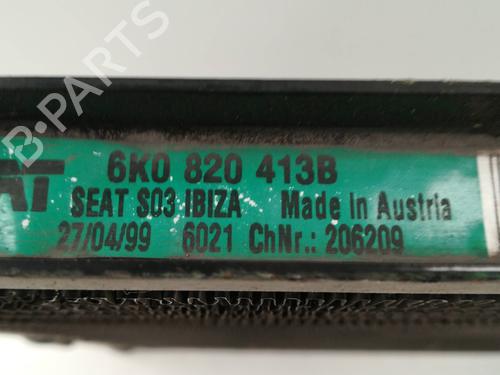 B-PARTS
6K0 820 413B
SEAT S03 IBIZA Made In Austria
27/04/99 6021 ChNr.: 206209